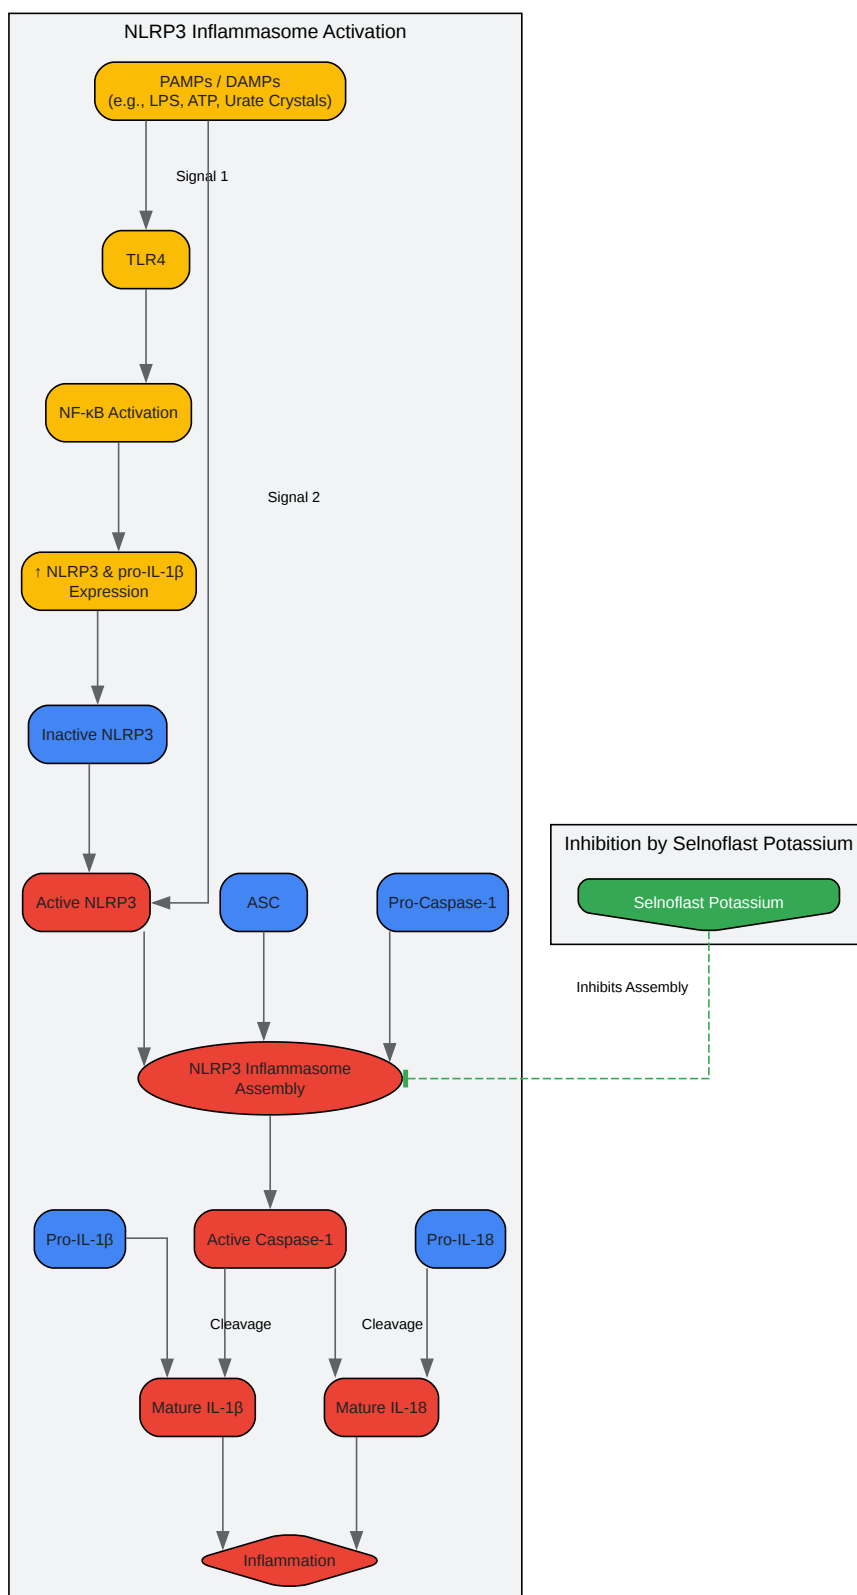 NLRP3 Inflammasome Activation
PAMPs / DAMPs
(e.g., LPS, ATP, Urate Crystals)
Signal 1
TLR4
NF-κB Activation
Signal 2
↑ NLRP3 & pro-IL-1β
Expression
Inactive NLRP3
Inhibition by Selnoflast Potassium
Active NLRP3
ASC
Pro-Caspase-1
Selnoflast Potassium
Inhibits Assembly
NLRP3 Inflammasome
Assembly
Pro-IL-1β
Active Caspase-1
Pro-IL-18
Cleavage
Cleavage
Mature IL-1β
Mature IL-18
Inflammation